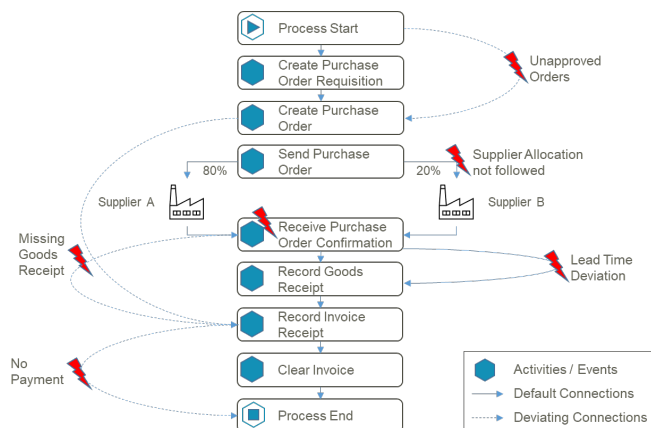 Process Start
Unapproved
Orders
Create Purchase
Order Requisition
Create Purchase
Order
Send Purchase
Order
80%
20%
Supplier Allocation
not followed
Supplier A
Supplier B
Receive Purchase
Order Confirmation
Missing
Goods
Receipt
Lead Time
Deviation
Record Goods
Receipt
Record Invoice
Receipt
No
Payment
Clear Invoice
Process End
Activities / Events
Default Connections
Deviating Connections